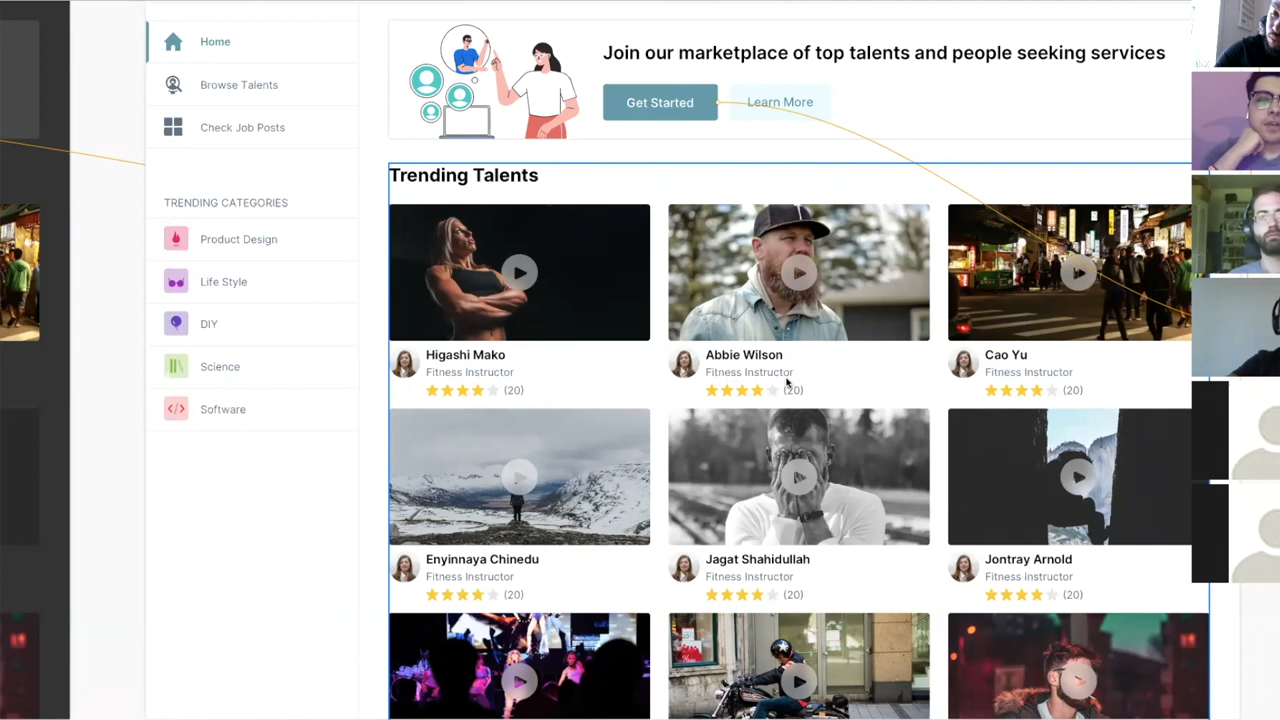 Home
Browse Talents
Check Job Posts
TRENDING CATEGORIES
Product Design
Life Style
DIY
Science
Software
Join our marketplace of top talents and people seeking services
Get Started
Learn More
Trending Talents
Higashi Mako
Fitness Instructor
(20)
Abbie Wilson
Fitness Instructor
(20)
Cao Yu
Fitness Instructor
(20)
Enyinnaya Chinedu
Fitness Instructor
(20)
Jagat Shahidullah
Fitness Instructor
(20)
Jontray Arnold
Fitness Instructor
(20)